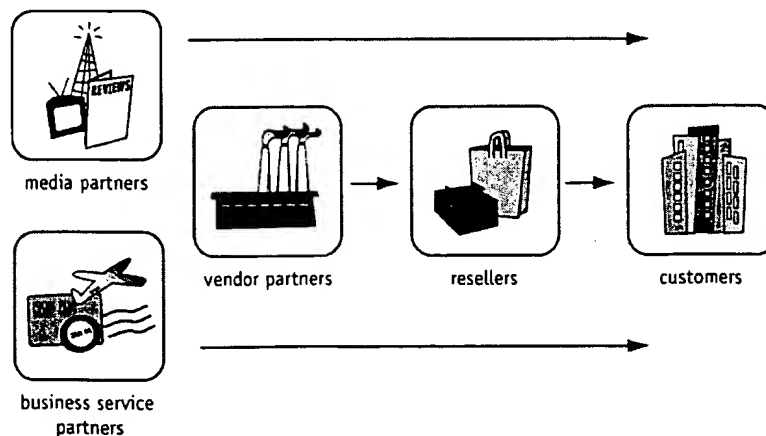 REVIEWS
media partners
vendor partners
resellers
customers
business service
partners